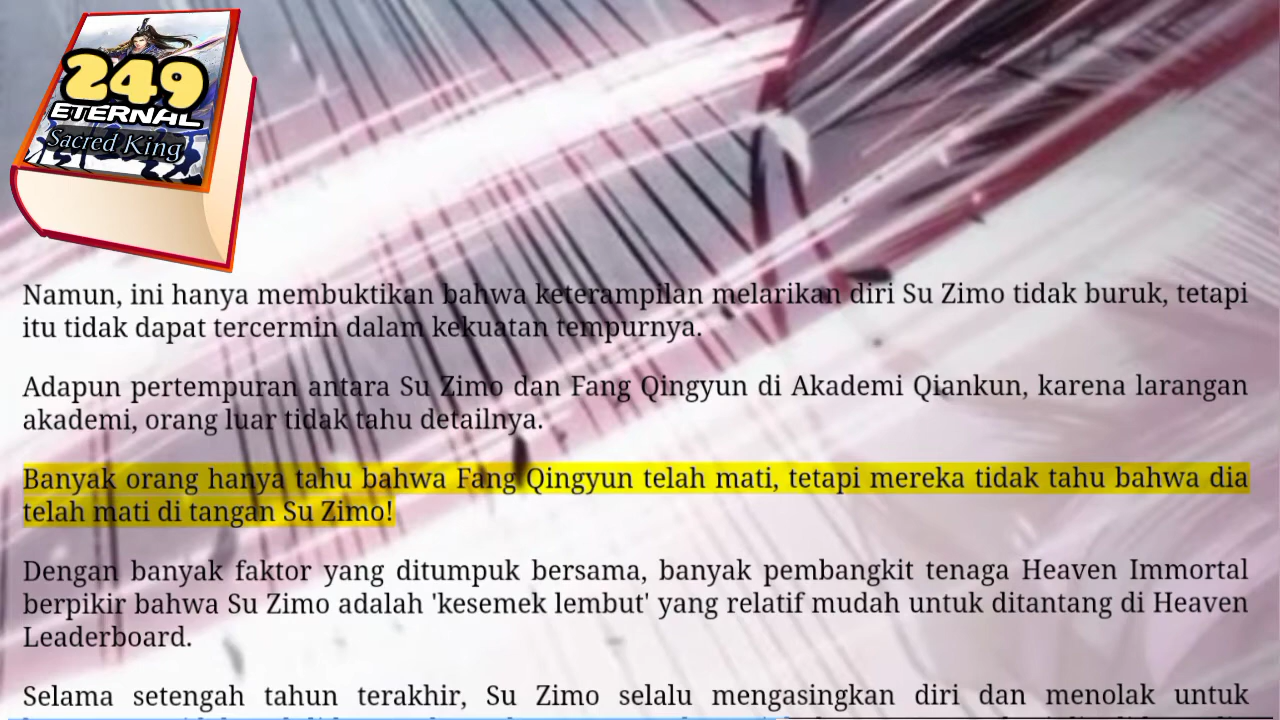 249
ETERNAL
Sacred King
Namun, ini hanya membuktikan bahwa keterampilan melarikan diri Su Zimo tidak buruk, tetapi
itu tidak dapat tercermin dalam kekuatan tempurnya.
Adapun pertempuran antara Su Zimo dan Fang Qingyun di Akademi Qiankun, karena larangan
akademi, orang luar tidak tahu detailnya.
Banyak orang hanya tahu bahwa Fang Qingyun telah mati, tetapi mereka tidak tahu bahwa dia
telah mati di tangan Su Zimo!
Dengan banyak faktor yang ditumpuk bersama, banyak pembangkit tenaga Heaven Immortal
berpikir bahwa Su Zimo adalah 'kesemek lembut' yang relatif mudah untuk ditantang di Heaven
Leaderboard.
Selama setengah tahun terakhir, Su Zimo selalu mengasingkan diri dan menolak untuk